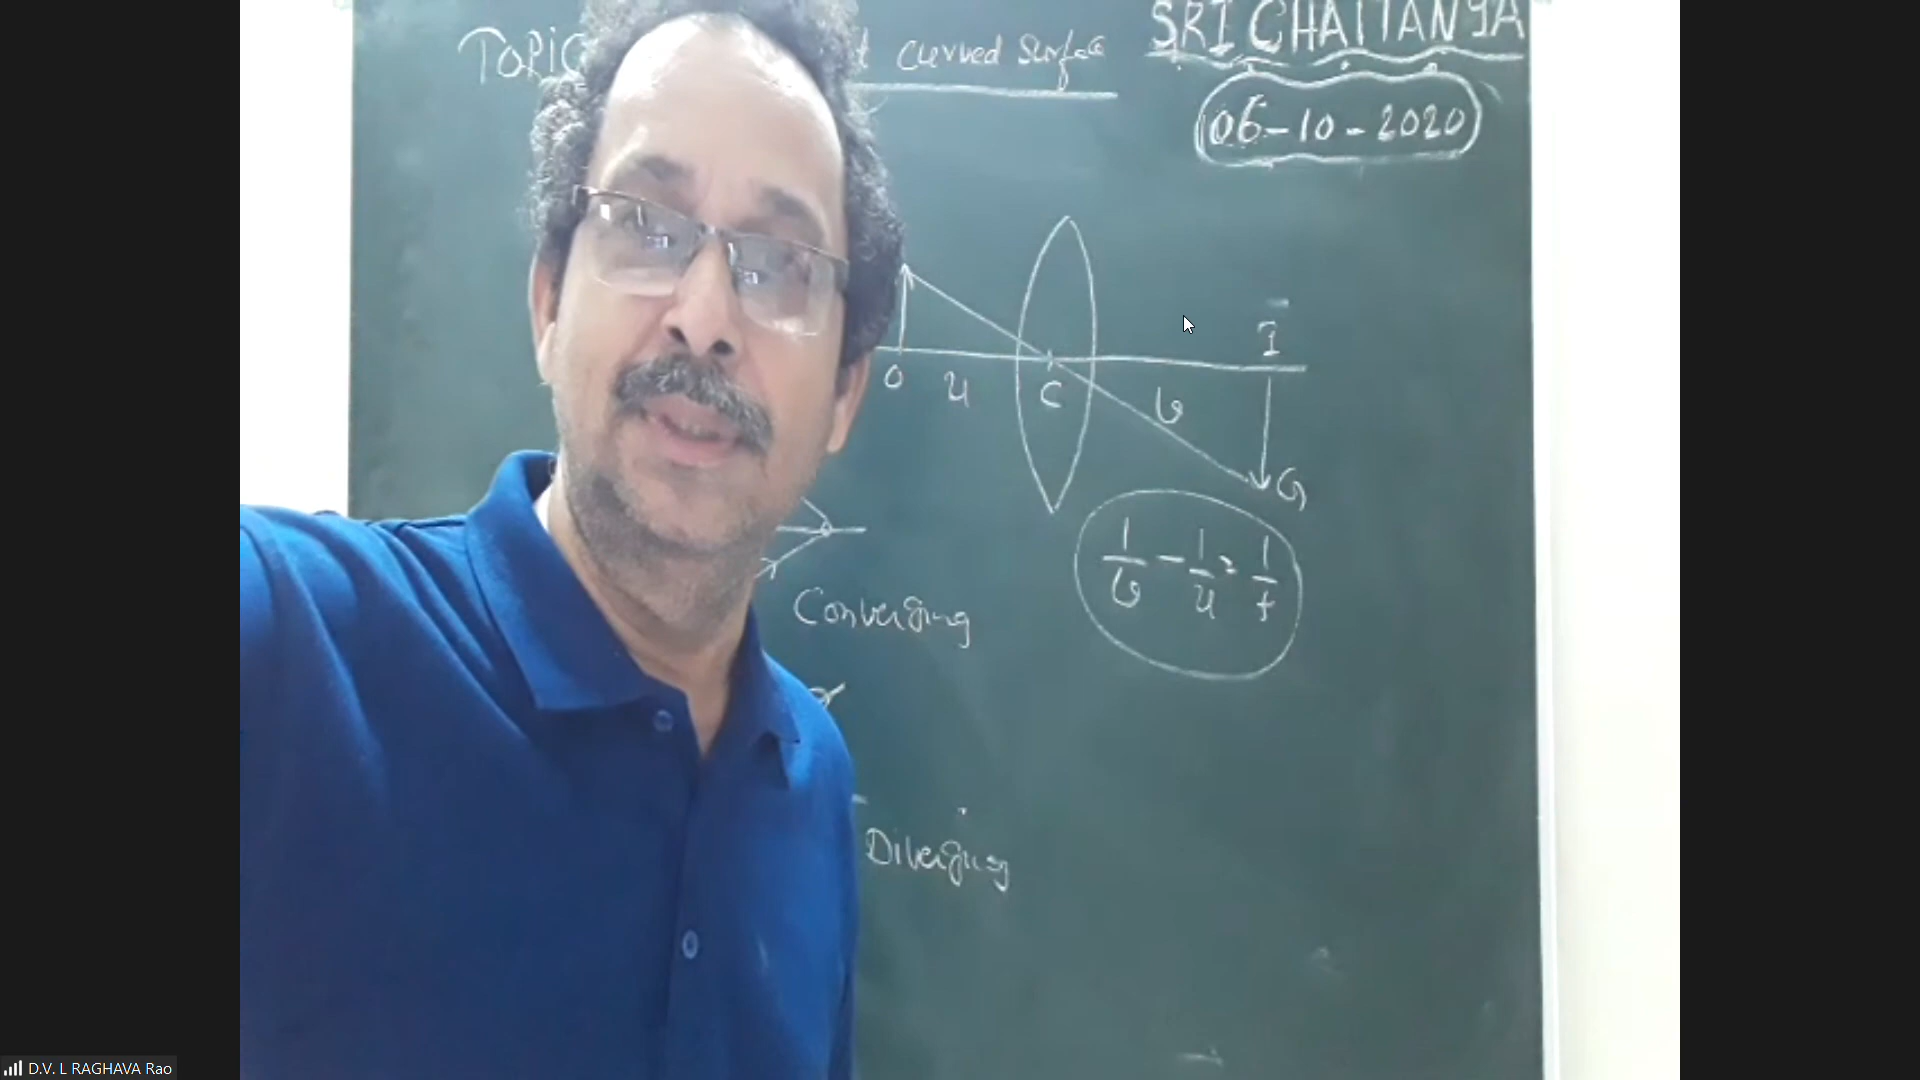 SRI CHAITANYA
TOPIC t curved surface
06-10-2020
I
O u C v
G
1/v - 1/u = 1/f
Converging
Diverging
D.V. L RAGHAVA Rao